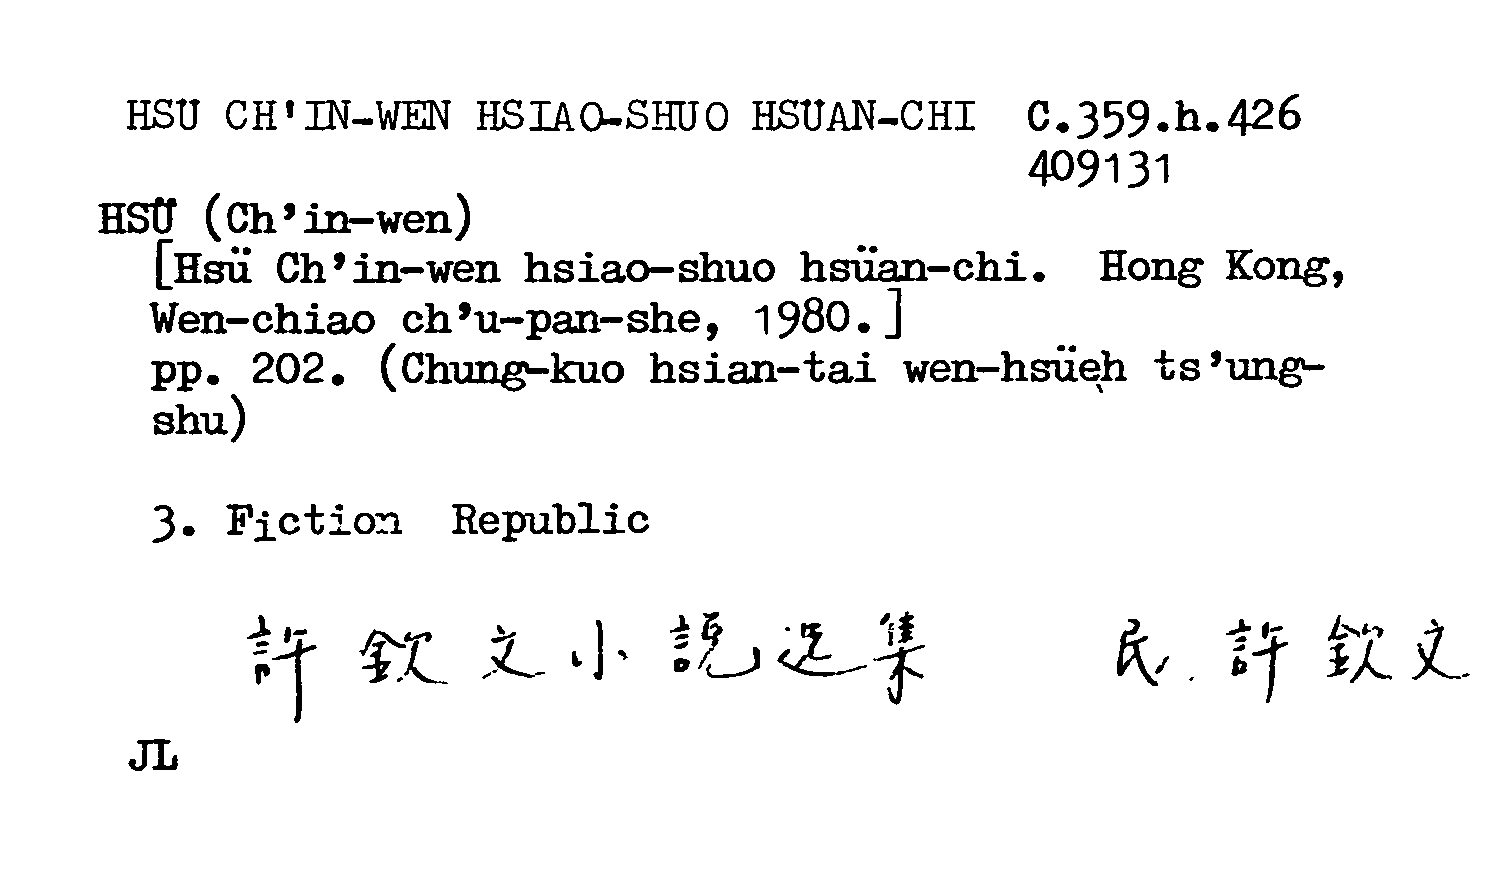 HSU CH'IN-WEN HSIAO-SHUO HSUAN-CHI C.359.h.426
409131
HSÜ (Ch'in-wen)
[Hsü Ch'in-wen hsiao-shuo hsüan-chi. Hong Kong,
Wen-chiao ch'u-pan-she, 1980.]
pp. 202. (Chung-kuo hsian-tai wen-hsüeh ts'ung-
shu)
3. Fiction Republic
許欽文小説选集 民.許欽文
JL